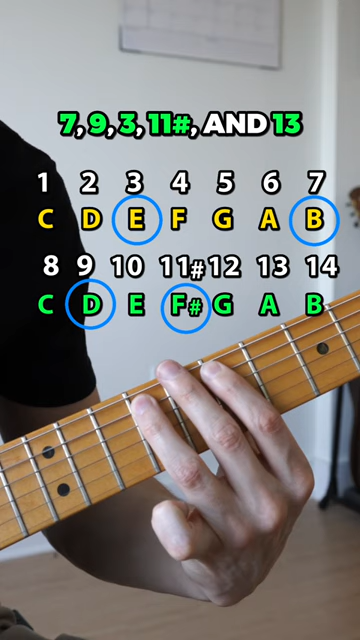 7, 9, 3, 11#, AND 13
1 2 3 4 5 6 7
C D E F G A B
8 9 10 11# 12 13 14
C D E F# G A B